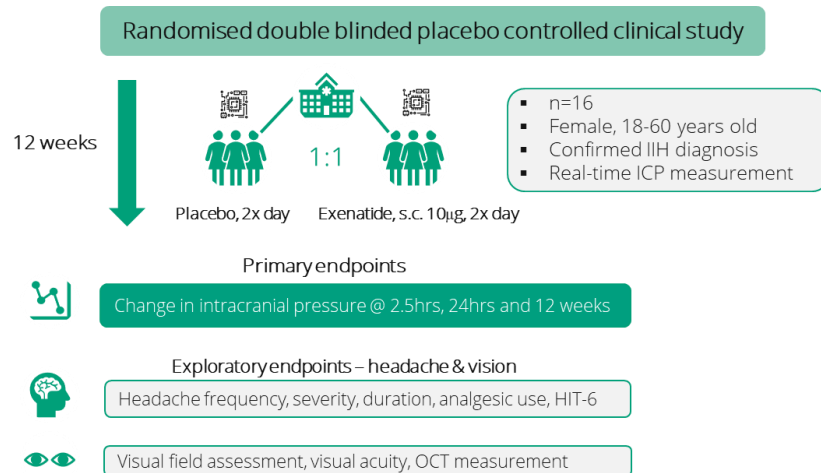 Randomised double blinded placebo controlled clinical study
12 weeks
1:1
Placebo, 2x day
Exenatide, s.c. 10µg, 2x day
▪ n=16
▪ Female, 18-60 years old
▪ Confirmed IIH diagnosis
▪ Real-time ICP measurement
Primary endpoints
Change in intracranial pressure @ 2.5hrs, 24hrs and 12 weeks
Exploratory endpoints – headache & vision
Headache frequency, severity, duration, analgesic use, HIT-6
Visual field assessment, visual acuity, OCT measurement